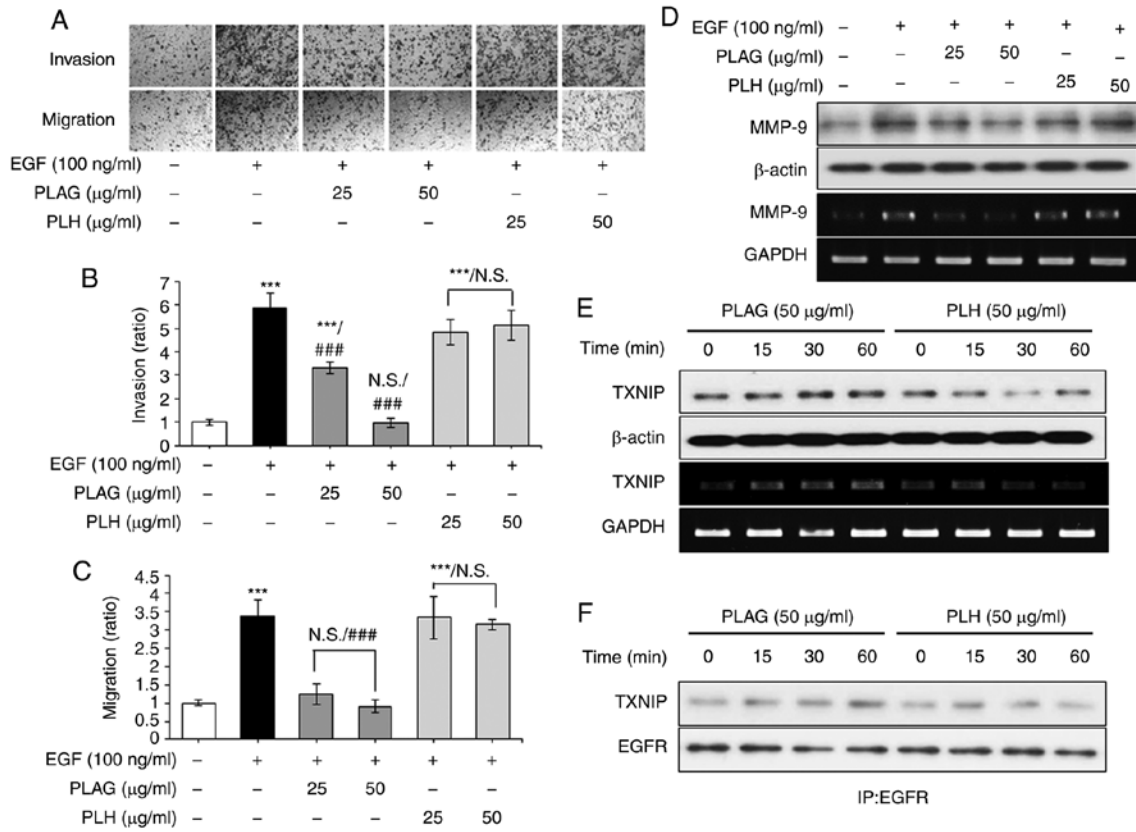 A
Invasion
Migration
EGF (100 ng/ml) – + + + + +
PLAG (µg/ml) – – 25 50 – –
PLH (µg/ml) – – – – 25 50
B
Invasion (ratio)
7
6
5
4
3
2
1
0
***
***/
###
N.S./
###
***/N.S.
EGF (100 ng/ml) – + + + + +
PLAG (µg/ml) – – 25 50 – –
PLH (µg/ml) – – – – 25 50
C
Migration (ratio)
4.5
4
3.5
3
2.5
2
1.5
1
0.5
0
***
N.S./###
***/N.S.
EGF (100 ng/ml) – + + + + +
PLAG (µg/ml) – – 25 50 – –
PLH (µg/ml) – – – – 25 50
D
EGF (100 ng/ml) – + + + + +
PLAG (µg/ml) – – 25 50 – –
PLH (µg/ml) – – – – 25 50
MMP-9
β-actin
MMP-9
GAPDH
E
PLAG (50 µg/ml) PLH (50 µg/ml)
Time (min) 0 15 30 60 0 15 30 60
TXNIP
β-actin
TXNIP
GAPDH
F
PLAG (50 µg/ml) PLH (50 µg/ml)
Time (min) 0 15 30 60 0 15 30 60
TXNIP
EGFR
IP:EGFR